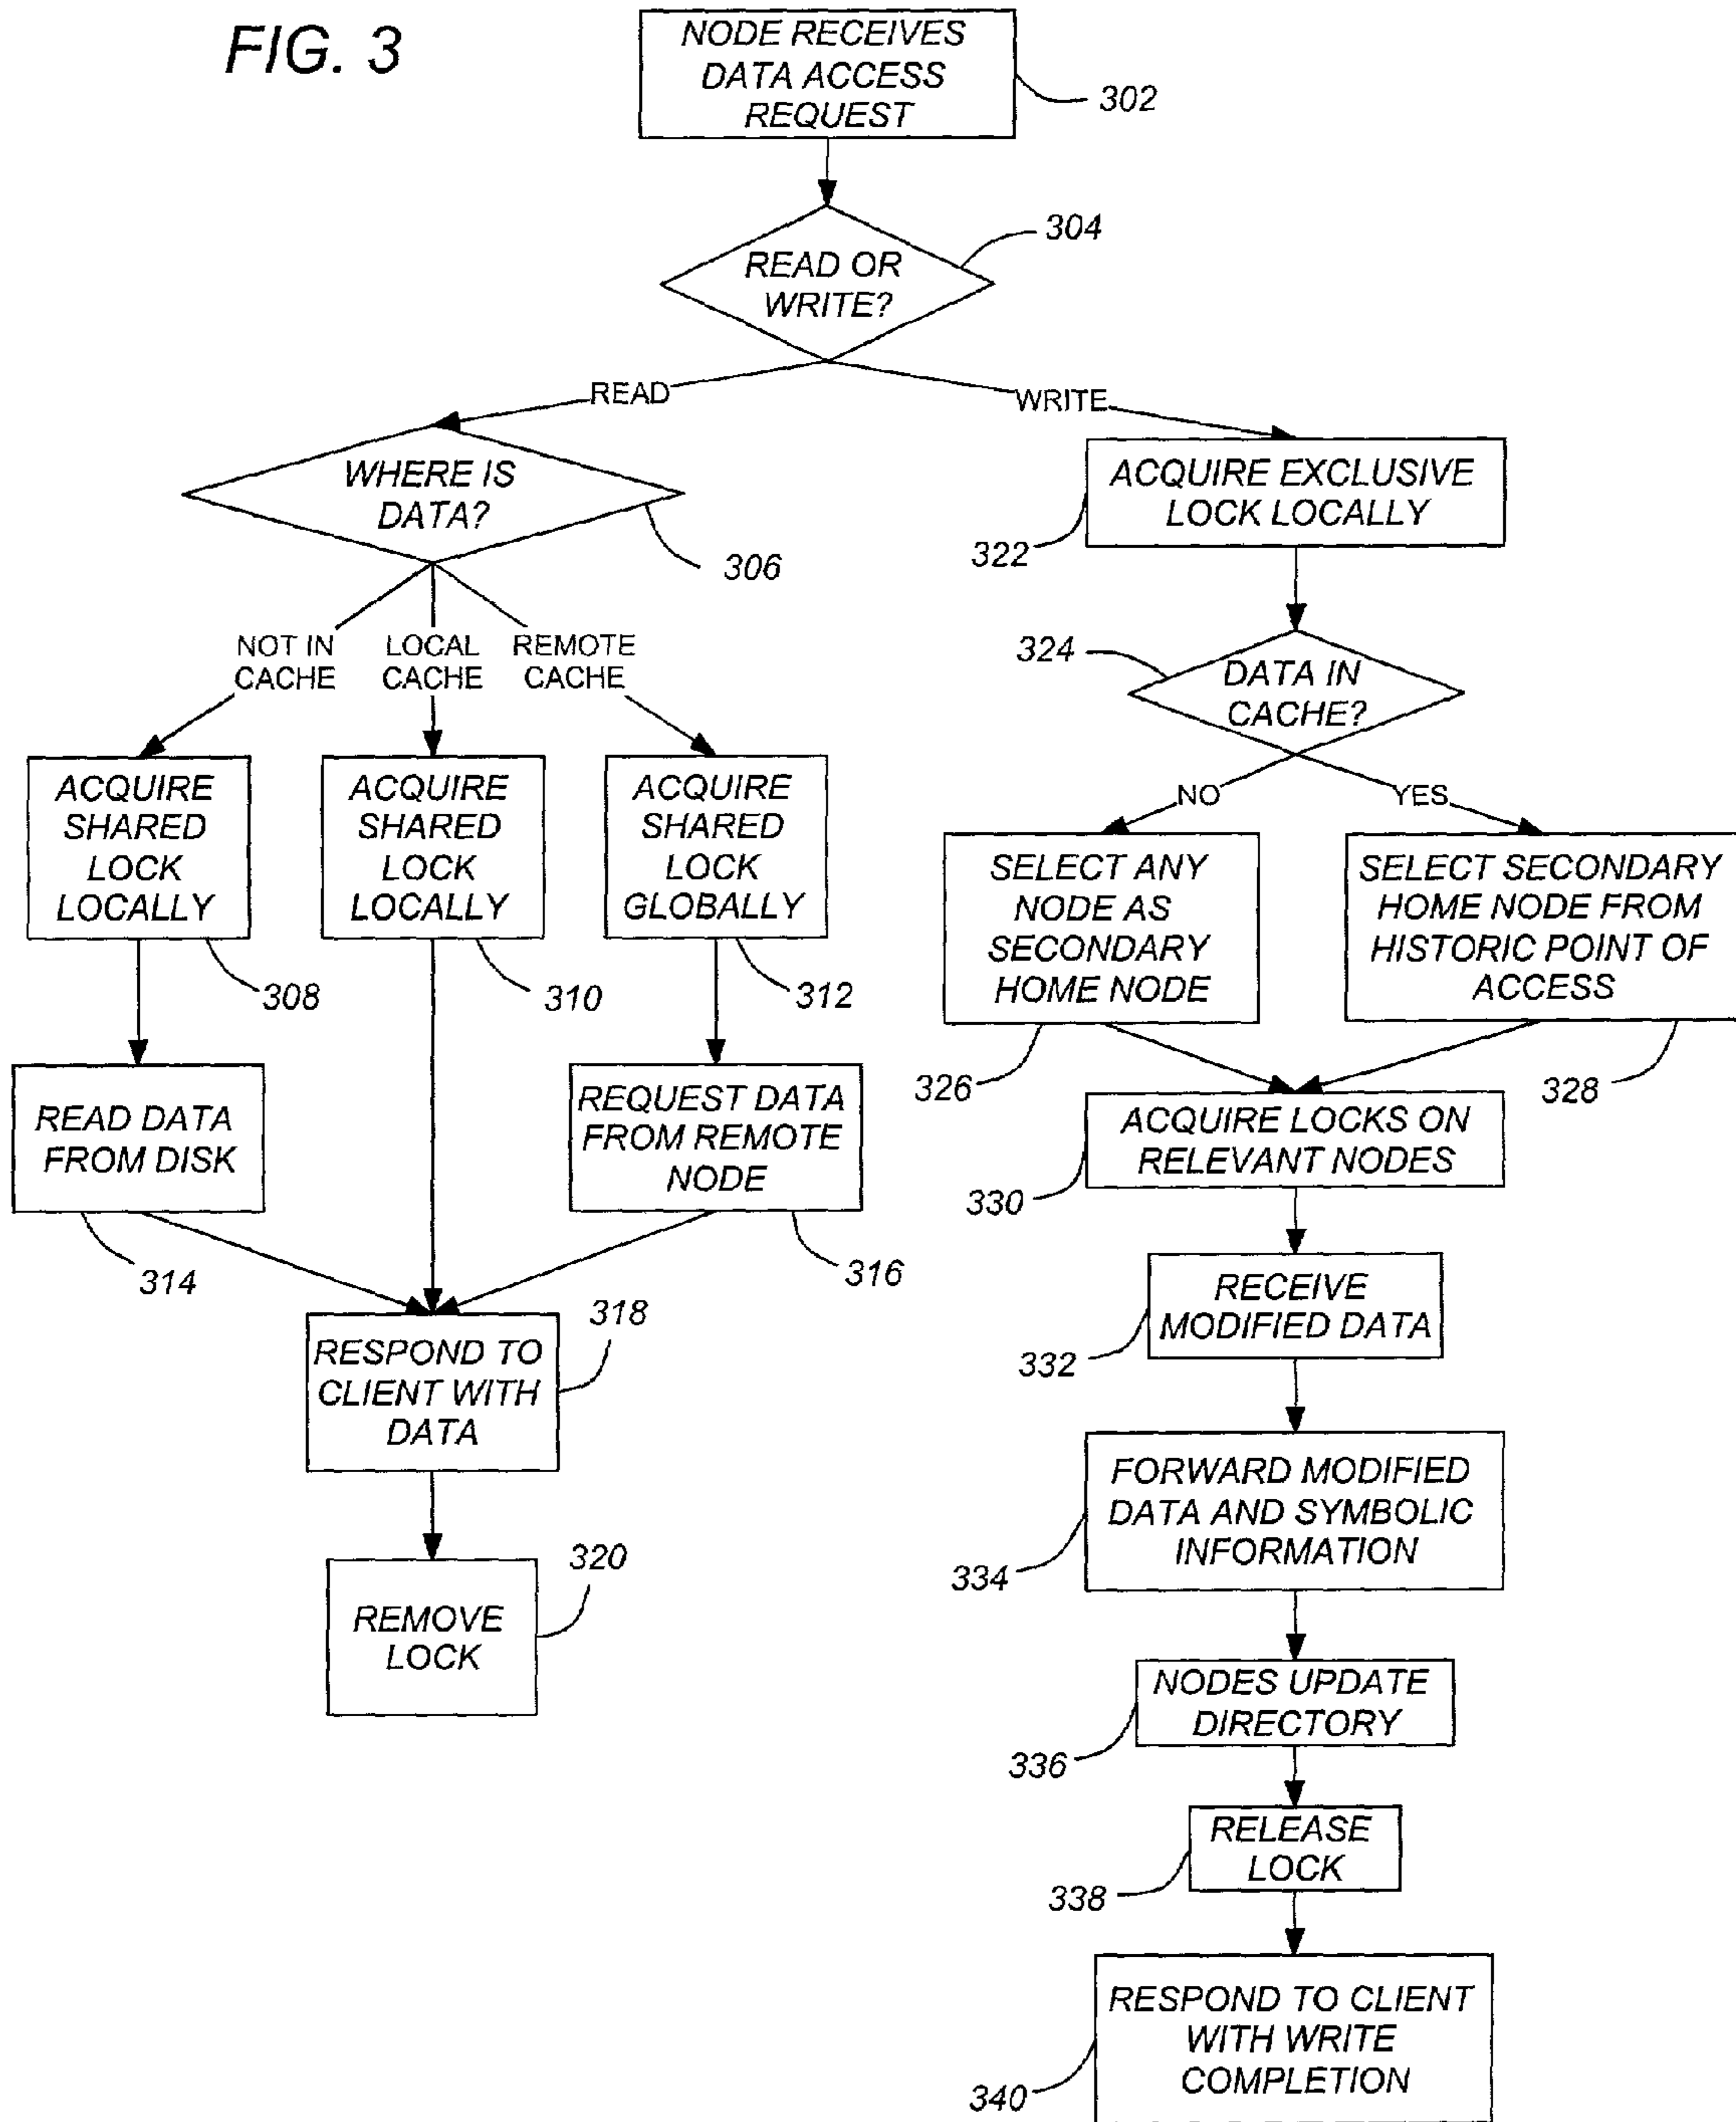 FIG. 3
NODE RECEIVES
DATA ACCESS
REQUEST
302
READ OR
WRITE?
304
READ
WRITE
WHERE IS
DATA?
306
ACQUIRE EXCLUSIVE
LOCK LOCALLY
322
NOT IN
CACHE
LOCAL
CACHE
REMOTE
CACHE
324
DATA IN
CACHE?
NO
YES
ACQUIRE
SHARED
LOCK
LOCALLY
308
ACQUIRE
SHARED
LOCK
LOCALLY
310
ACQUIRE
SHARED
LOCK
GLOBALLY
312
SELECT ANY
NODE AS
SECONDARY
HOME NODE
326
SELECT SECONDARY
HOME NODE FROM
HISTORIC POINT OF
ACCESS
328
READ DATA
FROM DISK
314
REQUEST DATA
FROM REMOTE
NODE
316
ACQUIRE LOCKS ON
RELEVANT NODES
330
RECEIVE
MODIFIED DATA
332
RESPOND TO
CLIENT WITH
DATA
318
FORWARD MODIFIED
DATA AND SYMBOLIC
INFORMATION
334
REMOVE
LOCK
320
NODES UPDATE
DIRECTORY
336
RELEASE
LOCK
338
RESPOND TO CLIENT
WITH WRITE
COMPLETION
340